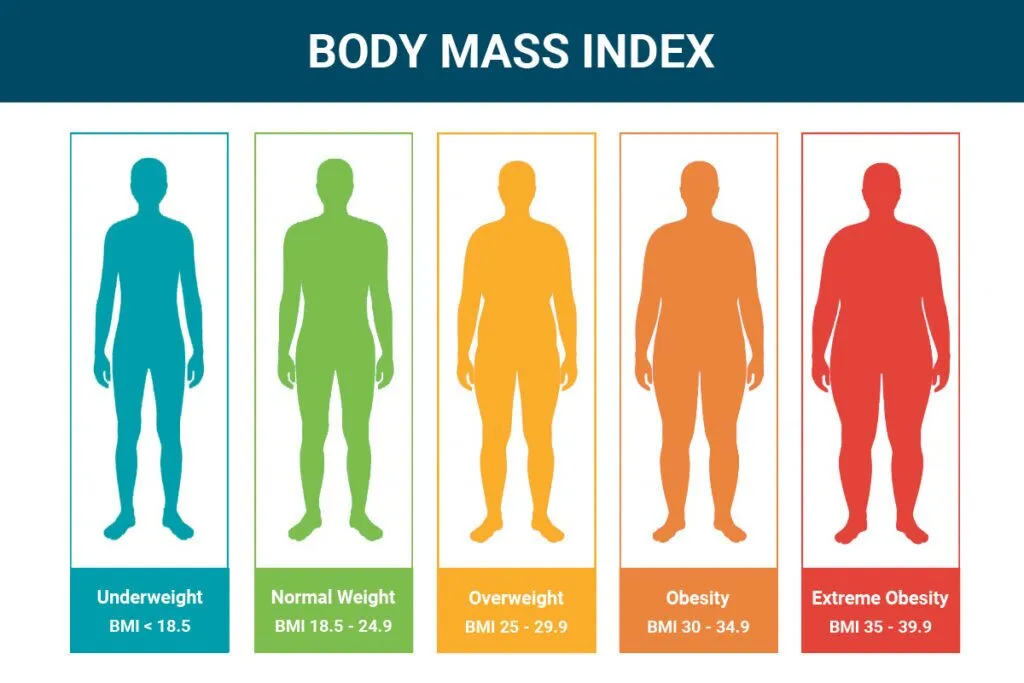 BODY MASS INDEX
Underweight
BMI < 18.5
Normal Weight
BMI 18.5 - 24.9
Overweight
BMI 25 - 29.9
Obesity
BMI 30 - 34.9
Extreme Obesity
BMI 35 - 39.9